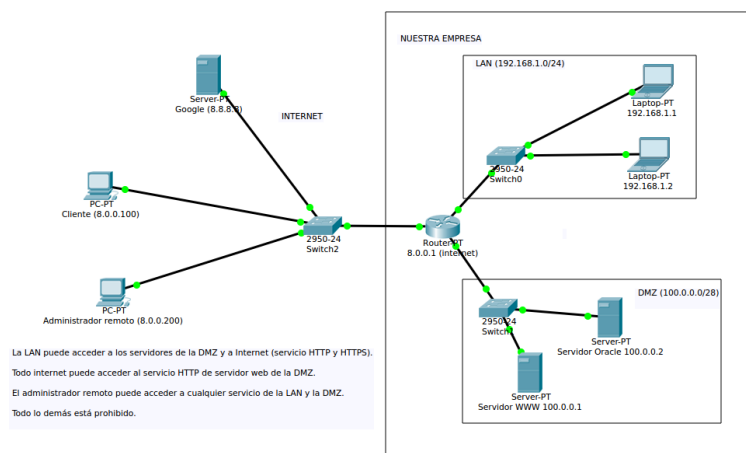 NUESTRA EMPRESA
LAN (192.168.1.0/24)
Laptop-PT
192.168.1.1
Laptop-PT
192.168.1.2
2950-24
Switch0
Server-PT
Google (8.8.8.8)
INTERNET
PC-PT
Cliente (8.0.0.100)
2950-24
Switch2
Router-PT
8.0.0.1 (internet)
PC-PT
Administrador remoto (8.0.0.200)
DMZ (100.0.0.0/28)
2950-24
Switch
Server-PT
Servidor Oracle 100.0.0.2
Server-PT
Servidor WWW 100.0.0.1
La LAN puede acceder a los servidores de la DMZ y a Internet (servicio HTTP y HTTPS).
Todo internet puede acceder al servicio HTTP de servidor web de la DMZ.
El administrador remoto puede acceder a cualquier servicio de la LAN y la DMZ.
Todo lo demás está prohibido.